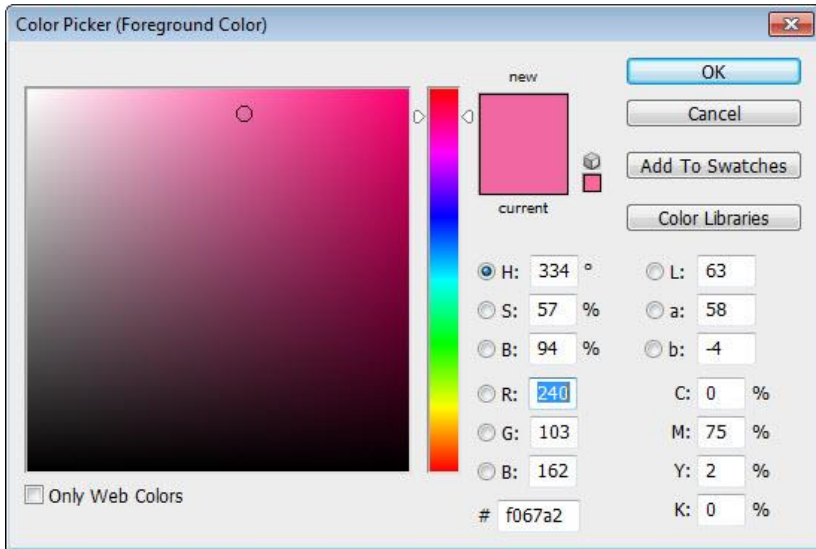 Color Picker (Foreground Color)
new
current
OK
Cancel
Add To Swatches
Color Libraries
H: 334 °
S: 57 %
B: 94 %
R: 240
G: 103
B: 162
# f067a2
L: 63
a: 58
b: -4
C: 0 %
M: 75 %
Y: 2 %
K: 0 %
Only Web Colors